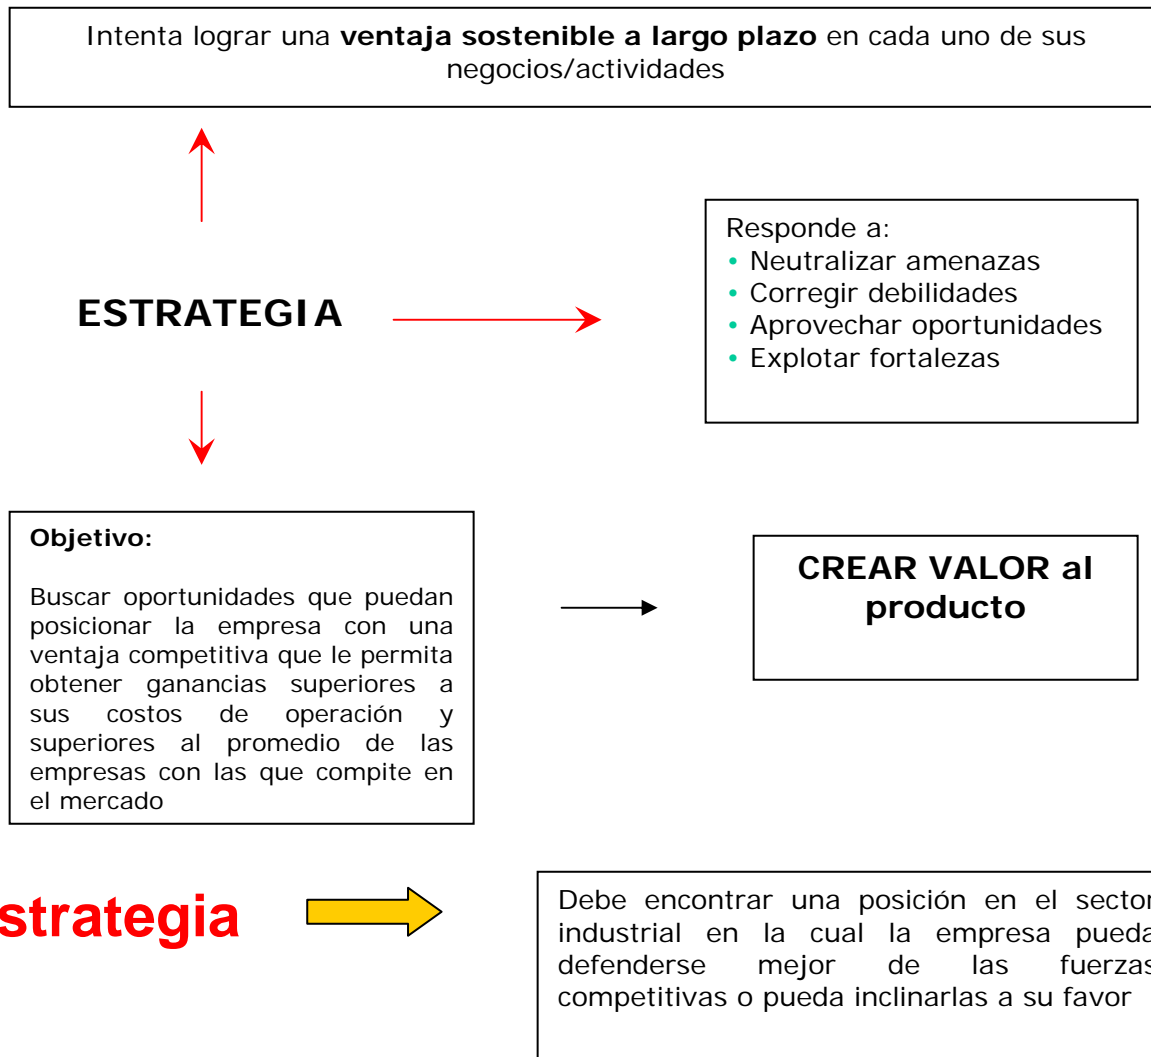 Intenta lograr una ventaja sostenible a largo plazo en cada uno de sus
negocios/actividades
Responde a:
• Neutralizar amenazas
• Corregir debilidades
• Aprovechar oportunidades
• Explotar fortalezas
ESTRATEGIA
Objetivo:
Buscar oportunidades que puedan
posicionar la empresa con una
ventaja competitiva que le permita
obtener ganancias superiores a
sus costos de operación y
superiores al promedio de las
empresas con las que compite en
el mercado
CREAR VALOR al
producto
strategia
Debe encontrar una posición en el sector
industrial en la cual la empresa pueda
defenderse mejor de las fuerzas
competitivas o pueda inclinarlas a su favor